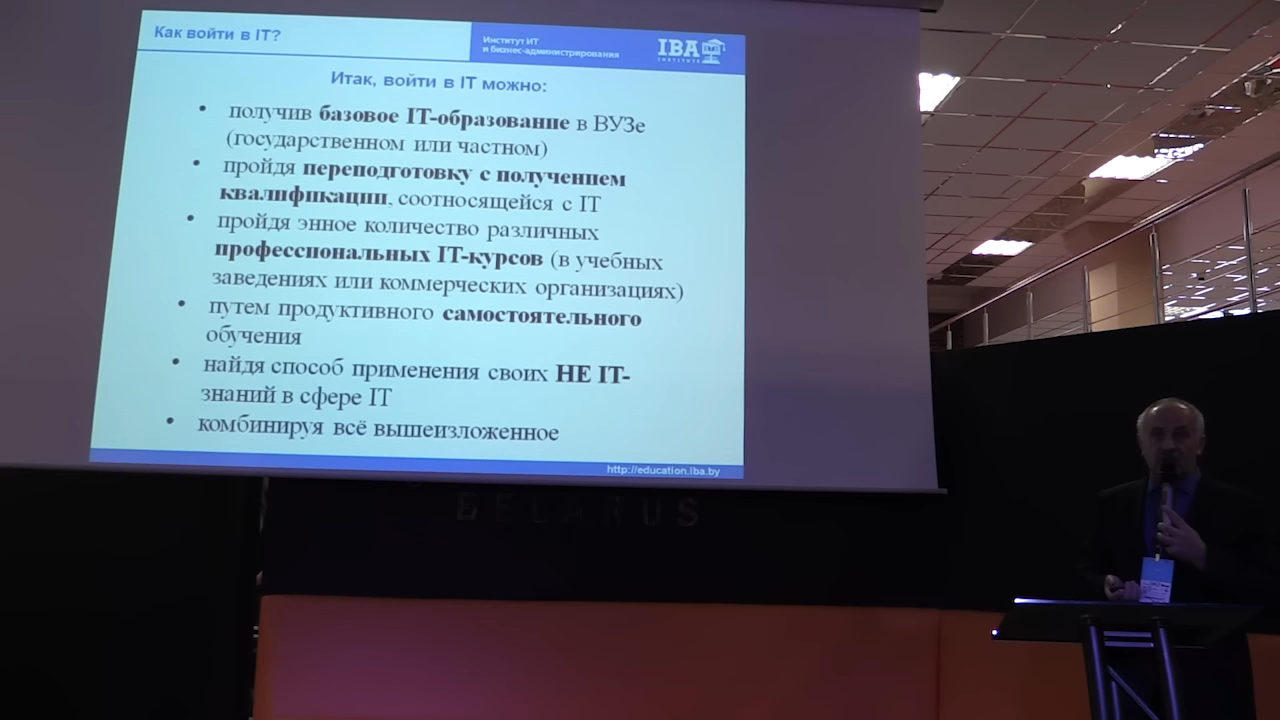 Как войти в IT?
Институт ИТ
и бизнес-администрирования
IBA
INSTITUTE
Итак, войти в IT можно:
• получив базовое IT-образование в ВУЗе
(государственном или частном)
• пройдя переподготовку с получением
квалификации, соотносящейся с IT
• пройдя энное количество различных
профессиональных IT-курсов (в учебных
заведениях или коммерческих организациях)
• путем продуктивного самостоятельного
обучения
• найдя способ применения своих НЕ IT-
знаний в сфере IT
• комбинируя всё вышеизложенное
http://education.iba.by
BELARUS